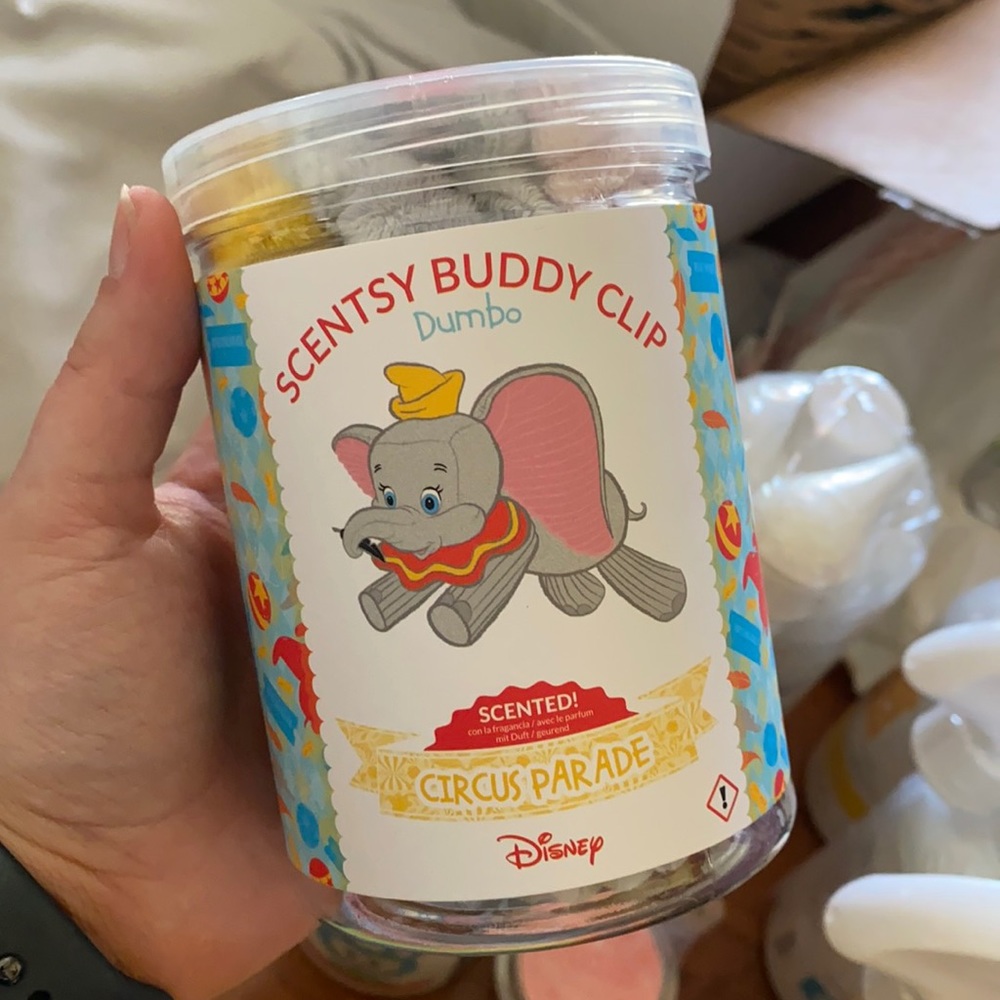 SCENTSY BUDDY CLIP
Dumbo
SCENTED!
con la fragancia / avec le parfum
mit Duft / geurend
CIRCUS PARADE
Disney